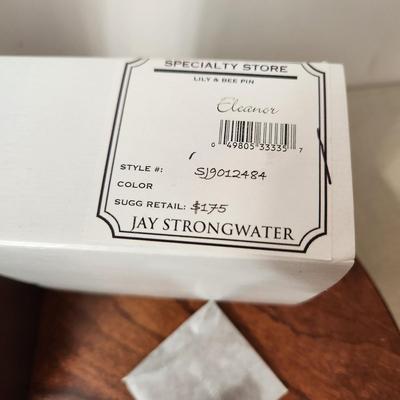 SPECIALTY STORE
LILY & BEE PIN
Eleanor
0 49805 33335 7
STYLE #: SJ9012484
COLOR
SUGG RETAIL: $175
JAY STRONGWATER